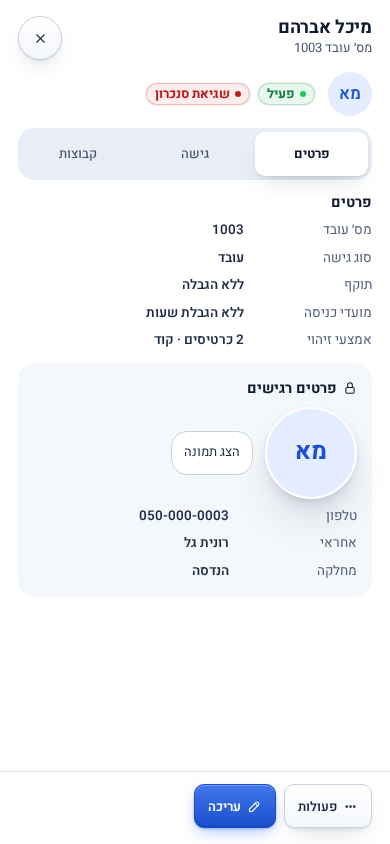 מיכל אברהם
מס׳ עובד 1003
מא
פעיל
שגיאת סנכרון
פרטים
גישה
קבוצות
פרטים
מס׳ עובד 1003
סוג גישה עובד
תוקף ללא הגבלה
מועדי כניסה ללא הגבלת שעות
אמצעי זיהוי 2 כרטיסים · קוד
פרטים רגישים
מא
הצג תמונה
טלפון 050-000-0003
אחראי רונית גל
מחלקה הנדסה
פעולות
עריכה